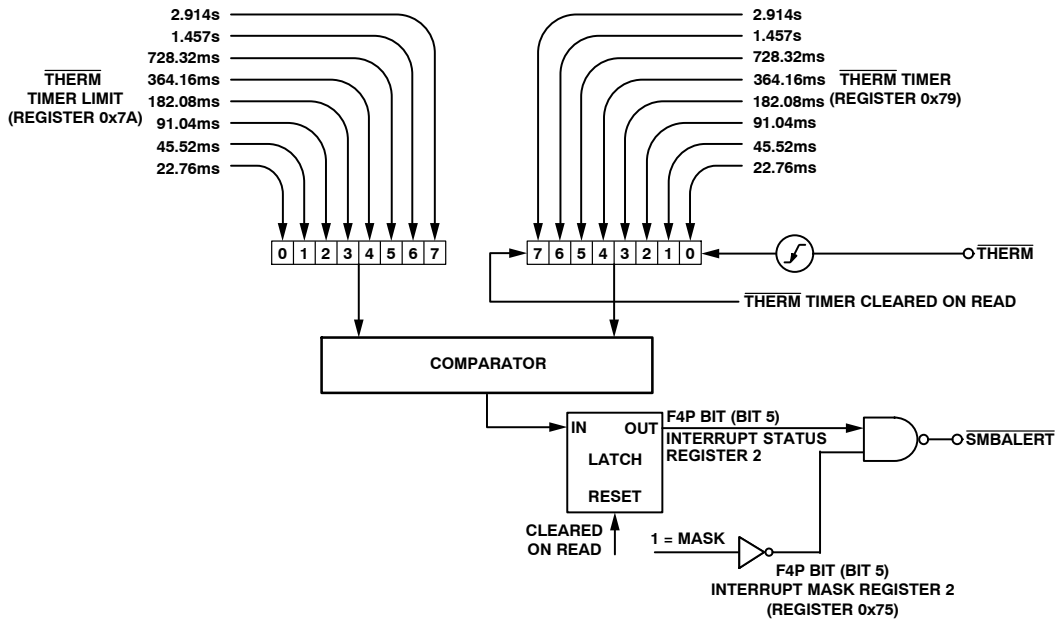 2.914s
1.457s
728.32ms
364.16ms
182.08ms
91.04ms
45.52ms
22.76ms
THERM
TIMER LIMIT
(REGISTER 0x7A)
2.914s
1.457s
728.32ms
364.16ms
182.08ms
91.04ms
45.52ms
22.76ms
THERM TIMER
(REGISTER 0x79)
0 1 2 3 4 5 6 7
7 6 5 4 3 2 1 0
THERM
THERM TIMER CLEARED ON READ
COMPARATOR
IN OUT
LATCH
RESET
F4P BIT (BIT 5)
INTERRUPT STATUS
REGISTER 2
SMBALERT
CLEARED
ON READ
1 = MASK
F4P BIT (BIT 5)
INTERRUPT MASK REGISTER 2
(REGISTER 0x75)